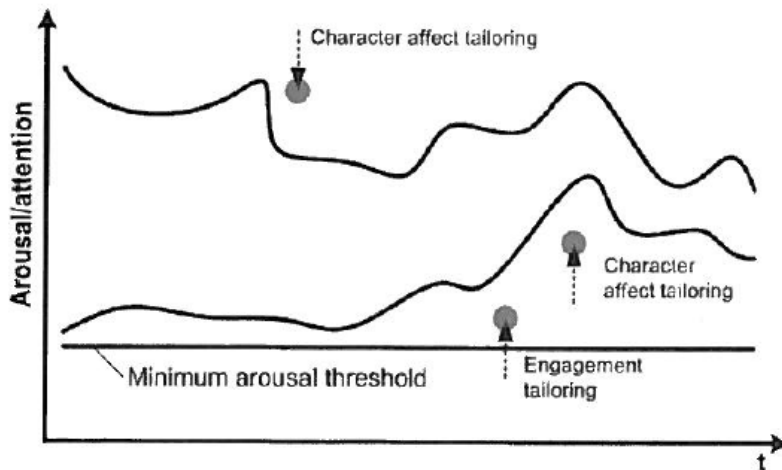 Character affect tailoring
Arousal/attention
Character
affect tailoring
Minimum arousal threshold
Engagement
tailoring
t